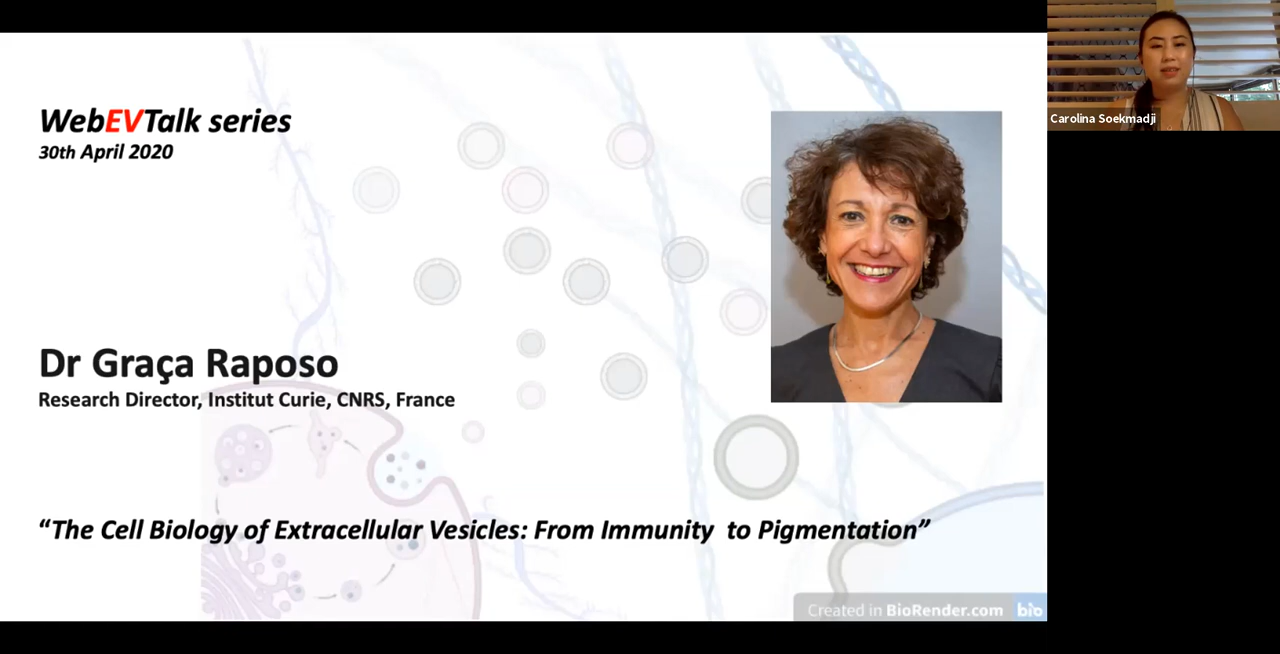 WebEVTalk series
30th April 2020
Dr Graça Raposo
Research Director, Institut Curie, CNRS, France
“The Cell Biology of Extracellular Vesicles: From Immunity to Pigmentation”
Created in BioRender.com bio
Carolina Soekmadji